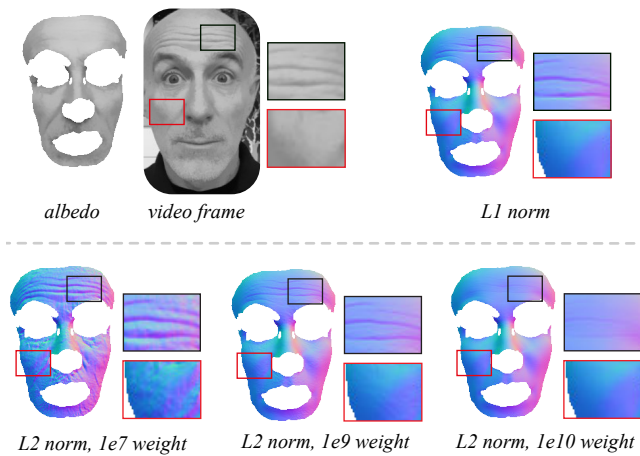 albedo
video frame
L1 norm
L2 norm, 1e7 weight
L2 norm, 1e9 weight
L2 norm, 1e10 weight